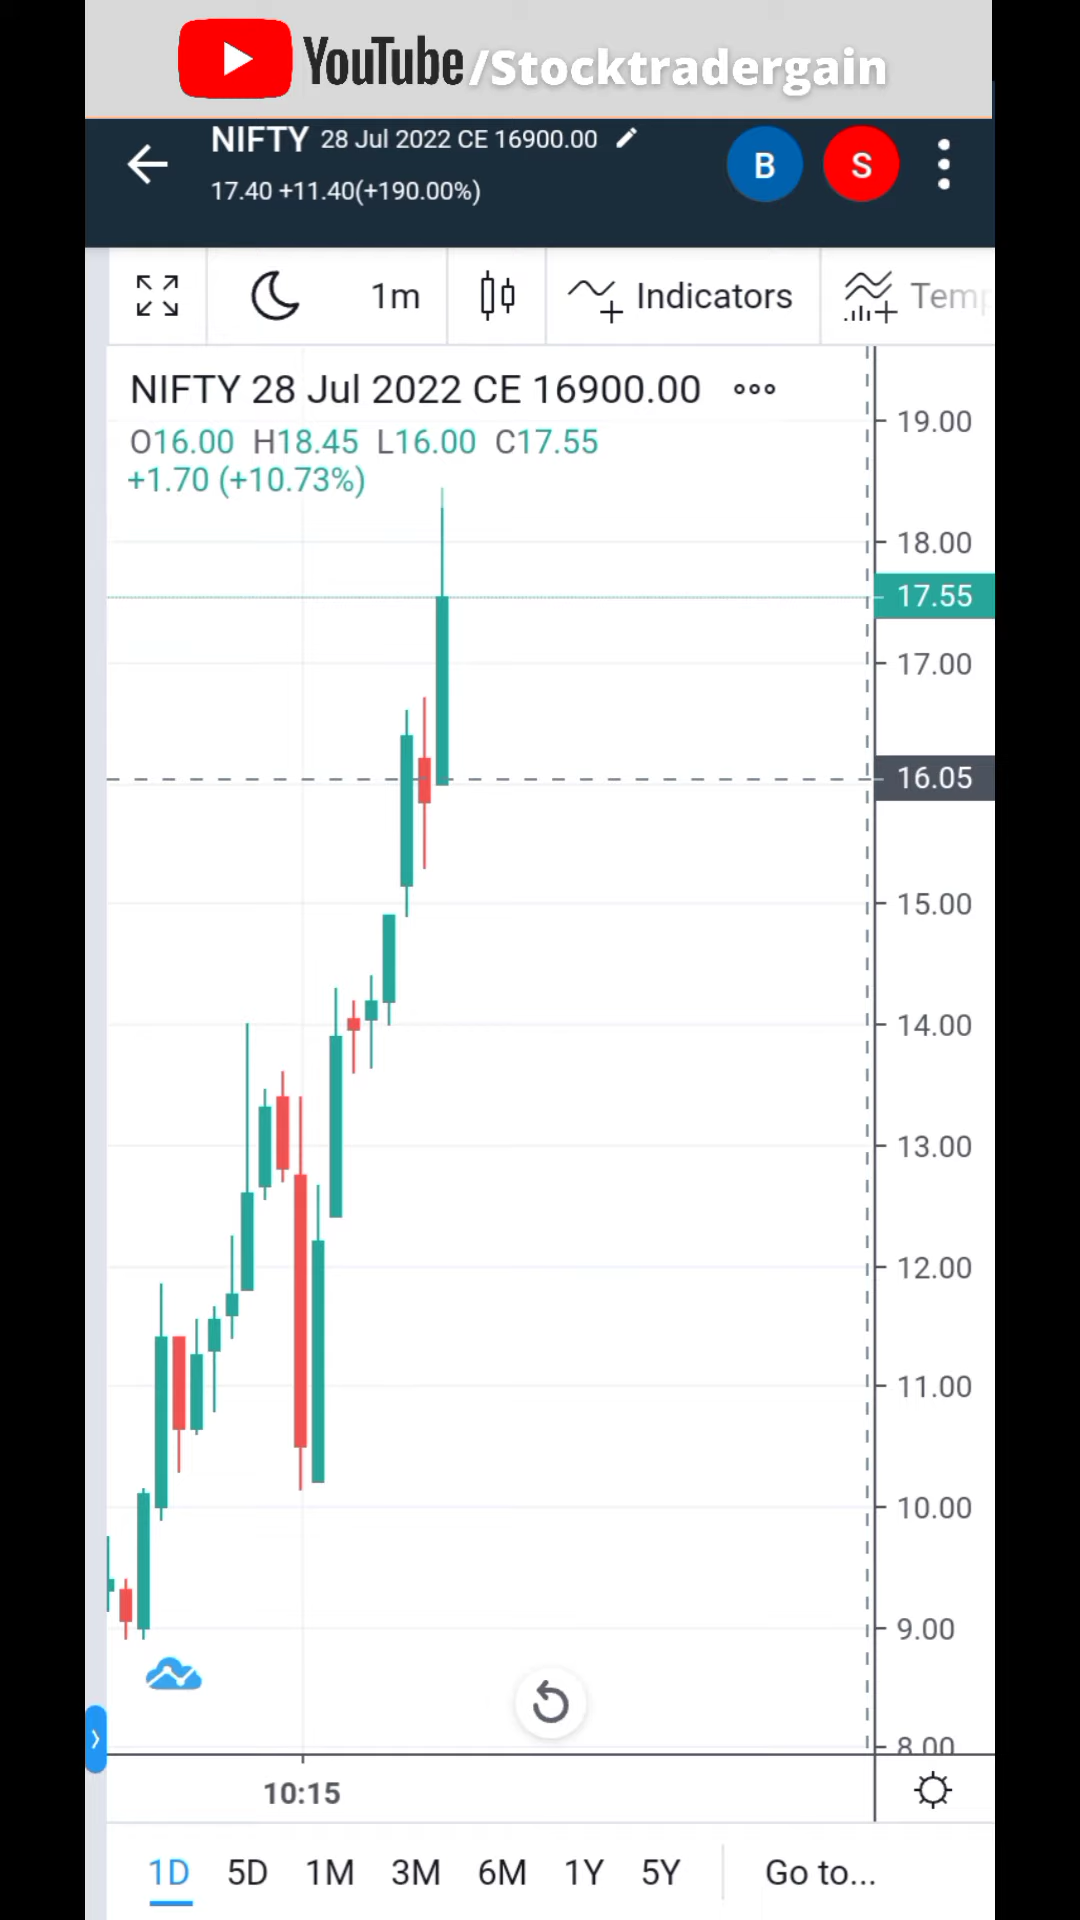 YouTube/Stocktradergain
NIFTY 28 Jul 2022 CE 16900.00
B S
17.40 +11.40(+190.00%)
1m Indicators
NIFTY 28 Jul 2022 CE 16900.00
O16.00 H18.45 L16.00 C17.55
+1.70 (+10.73%)
19.00
18.00
17.55
17.00
16.05
15.00
14.00
13.00
12.00
11.00
10.00
9.00
8.00
10:15
1D 5D 1M 3M 6M 1Y 5Y Go to...